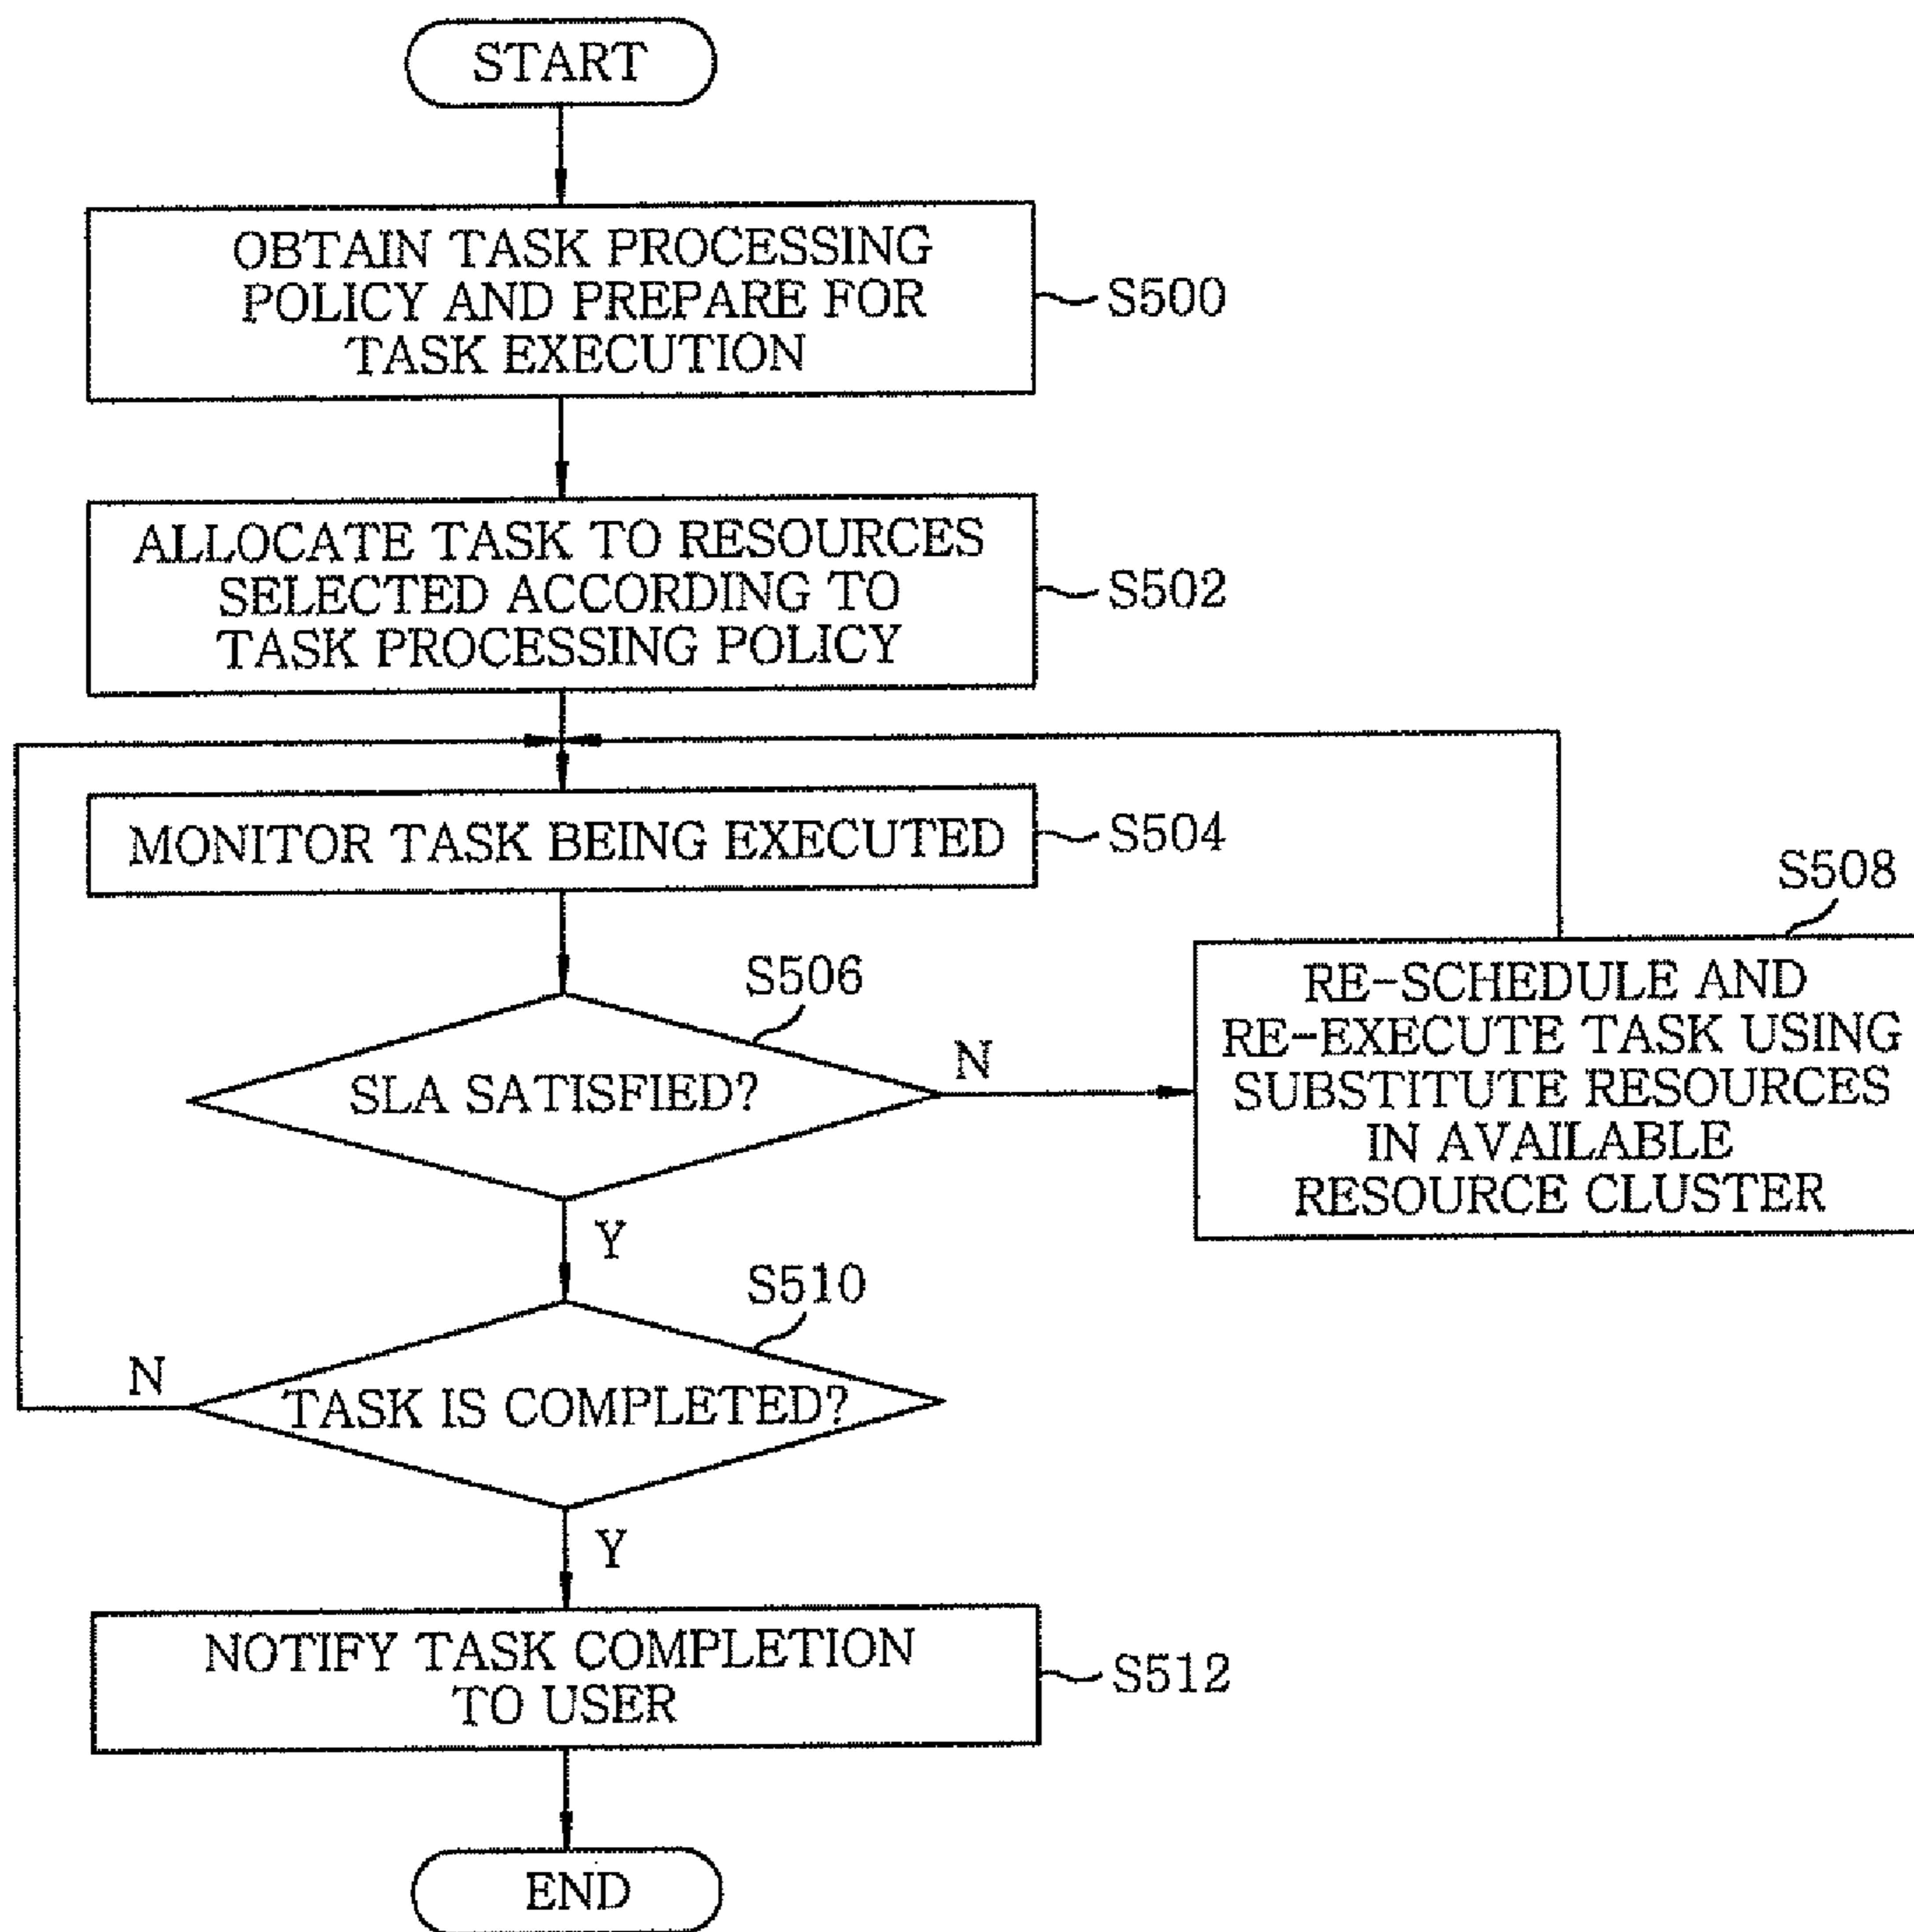 START
OBTAIN TASK PROCESSING
POLICY AND PREPARE FOR
TASK EXECUTION
S500
ALLOCATE TASK TO RESOURCES
SELECTED ACCORDING TO
TASK PROCESSING POLICY
S502
MONITOR TASK BEING EXECUTED
S504
S506
SLA SATISFIED?
N
Y
S508
RE-SCHEDULE AND
RE-EXECUTE TASK USING
SUBSTITUTE RESOURCES
IN AVAILABLE
RESOURCE CLUSTER
S510
TASK IS COMPLETED?
N
Y
NOTIFY TASK COMPLETION
TO USER
S512
END